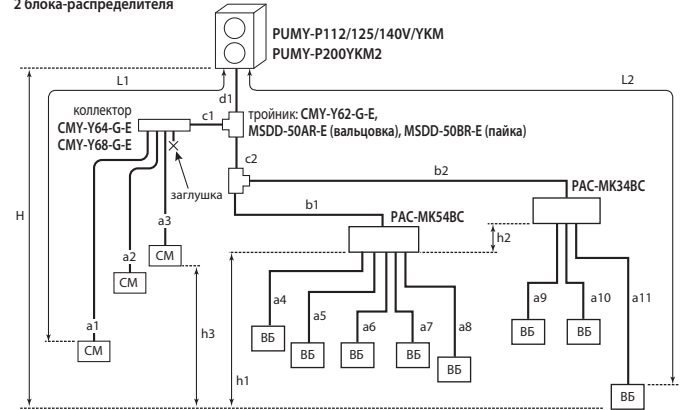 2 блока-распределителя
PUMY-P112/125/140V/YKM
PUMY-P200YKM2
L1
L2
d1
коллектор
CMY-Y64-G-E
CMY-Y68-G-E
c1
тройник: CMY-Y62-G-E,
MSDD-50AR-E (вальцовка), MSDD-50BR-E (пайка)
c2
b2
заглушка
PAC-MK34BC
H
b1
PAC-MK54BC
a3
h2
a2
СМ
СМ
a4
a5
a6
a7
a8
a9
a10
a11
a1
h3
ВБ
ВБ
ВБ
ВБ
ВБ
ВБ
ВБ
СМ
h1
ВБ